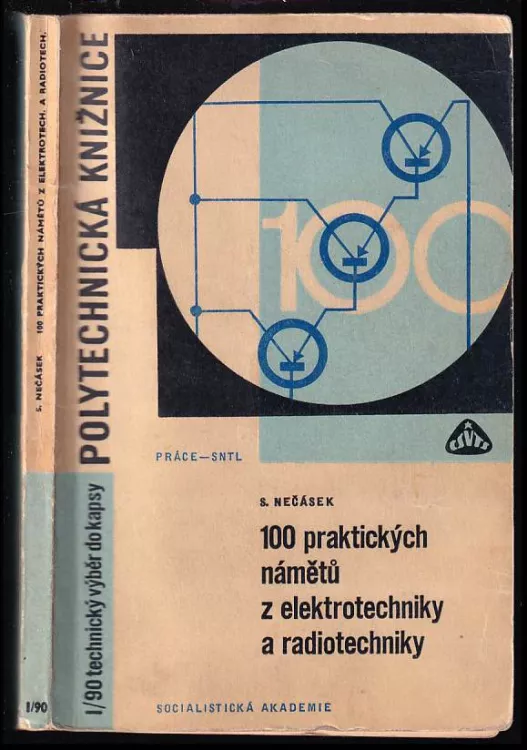 S. NEČÁSEK 100 PRAKTICKÝCH NÁMĚTŮ Z ELEKTROTECH. A RADIOTECH.
I/90
POLYTECHNICKÁ KNIŽNICE
I/90 technický výběr do kapsy
100
ČSVTS
PRÁCE—SNTL
S. NEČÁSEK
100 praktických
námětů
z elektrotechniky
a radiotechniky
SOCIALISTICKÁ AKADEMIE